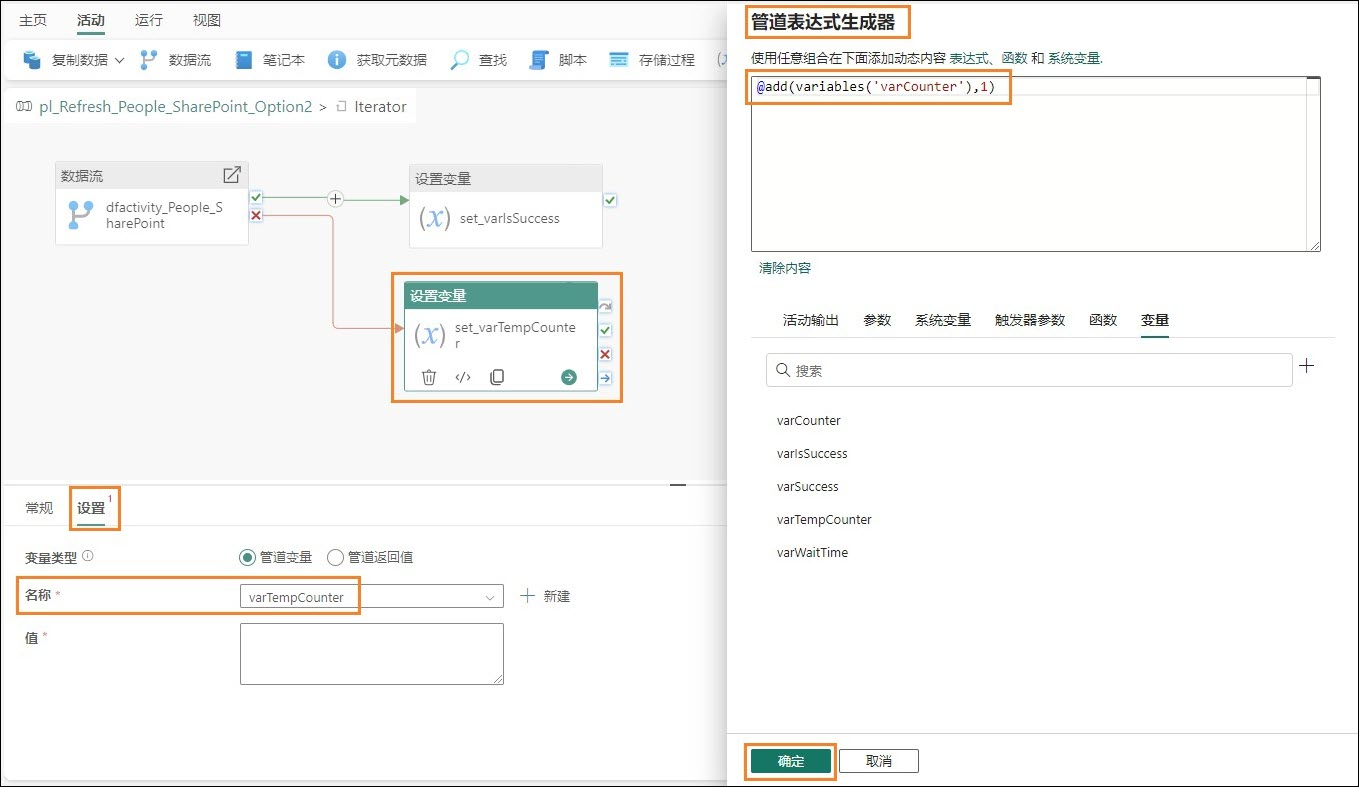 主页 活动 运行 视图
复制数据 数据流 笔记本 获取元数据 查找 脚本 存储过程
pl_Refresh_People_SharePoint_Option2 > Iterator
数据流
dfactivity_People_S
harePoint
设置变量
(x) set_varIsSuccess
设置变量
(x) set_varTempCounte
r
常规 设置 1
变量类型
管道变量 管道返回值
名称 * varTempCounter
新建
值 *
管道表达式生成器
使用任意组合在下面添加动态内容 表达式、函数 和 系统变量.
@add(variables('varCounter'),1)
清除内容
活动输出 参数 系统变量 触发器参数 函数 变量
搜索
varCounter
varIsSuccess
varSuccess
varTempCounter
varWaitTime
确定 取消